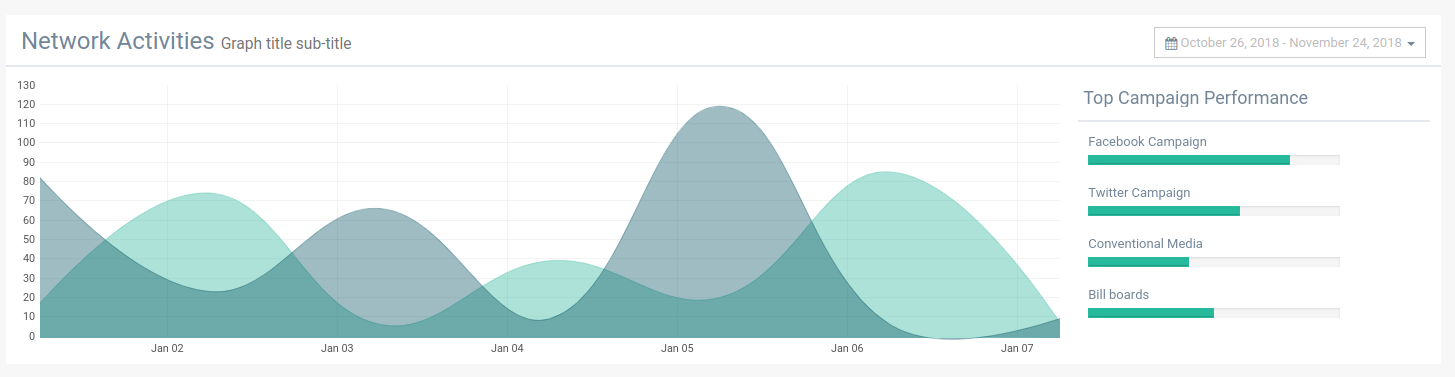 Network Activities Graph title sub-title
October 26, 2018 - November 24, 2018
130
120
110
100
90
80
70
60
50
40
30
20
10
0
Jan 02 Jan 03 Jan 04 Jan 05 Jan 06 Jan 07
Top Campaign Performance
Facebook Campaign
Twitter Campaign
Conventional Media
Bill boards